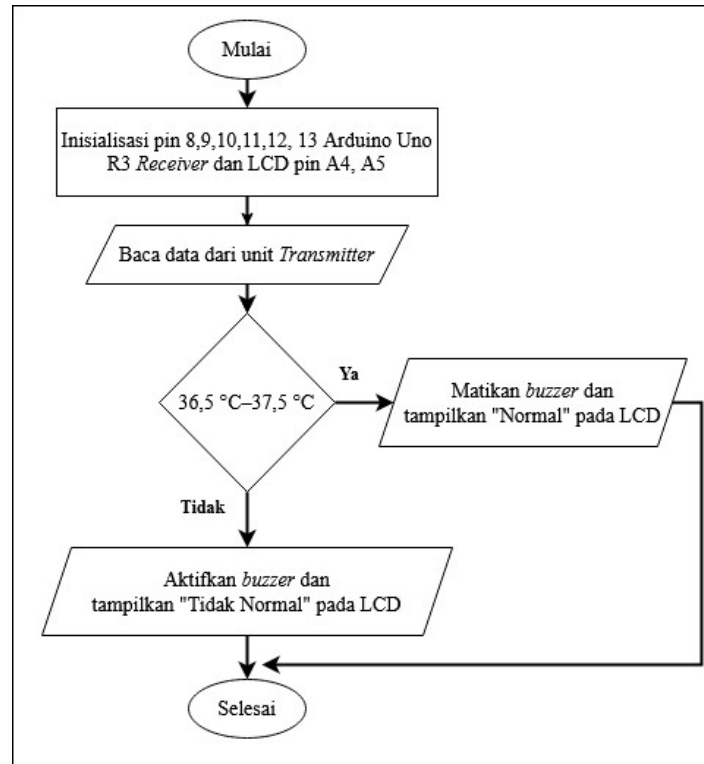 Mulai
Inisialisasi pin 8,9,10,11,12, 13 Arduino Uno
R3 Receiver dan LCD pin A4, A5
Baca data dari unit Transmitter
36,5 °C–37,5 °C
Ya
Matikan buzzer dan
tampilkan "Normal" pada LCD
Tidak
Aktifkan buzzer dan
tampilkan "Tidak Normal" pada LCD
Selesai